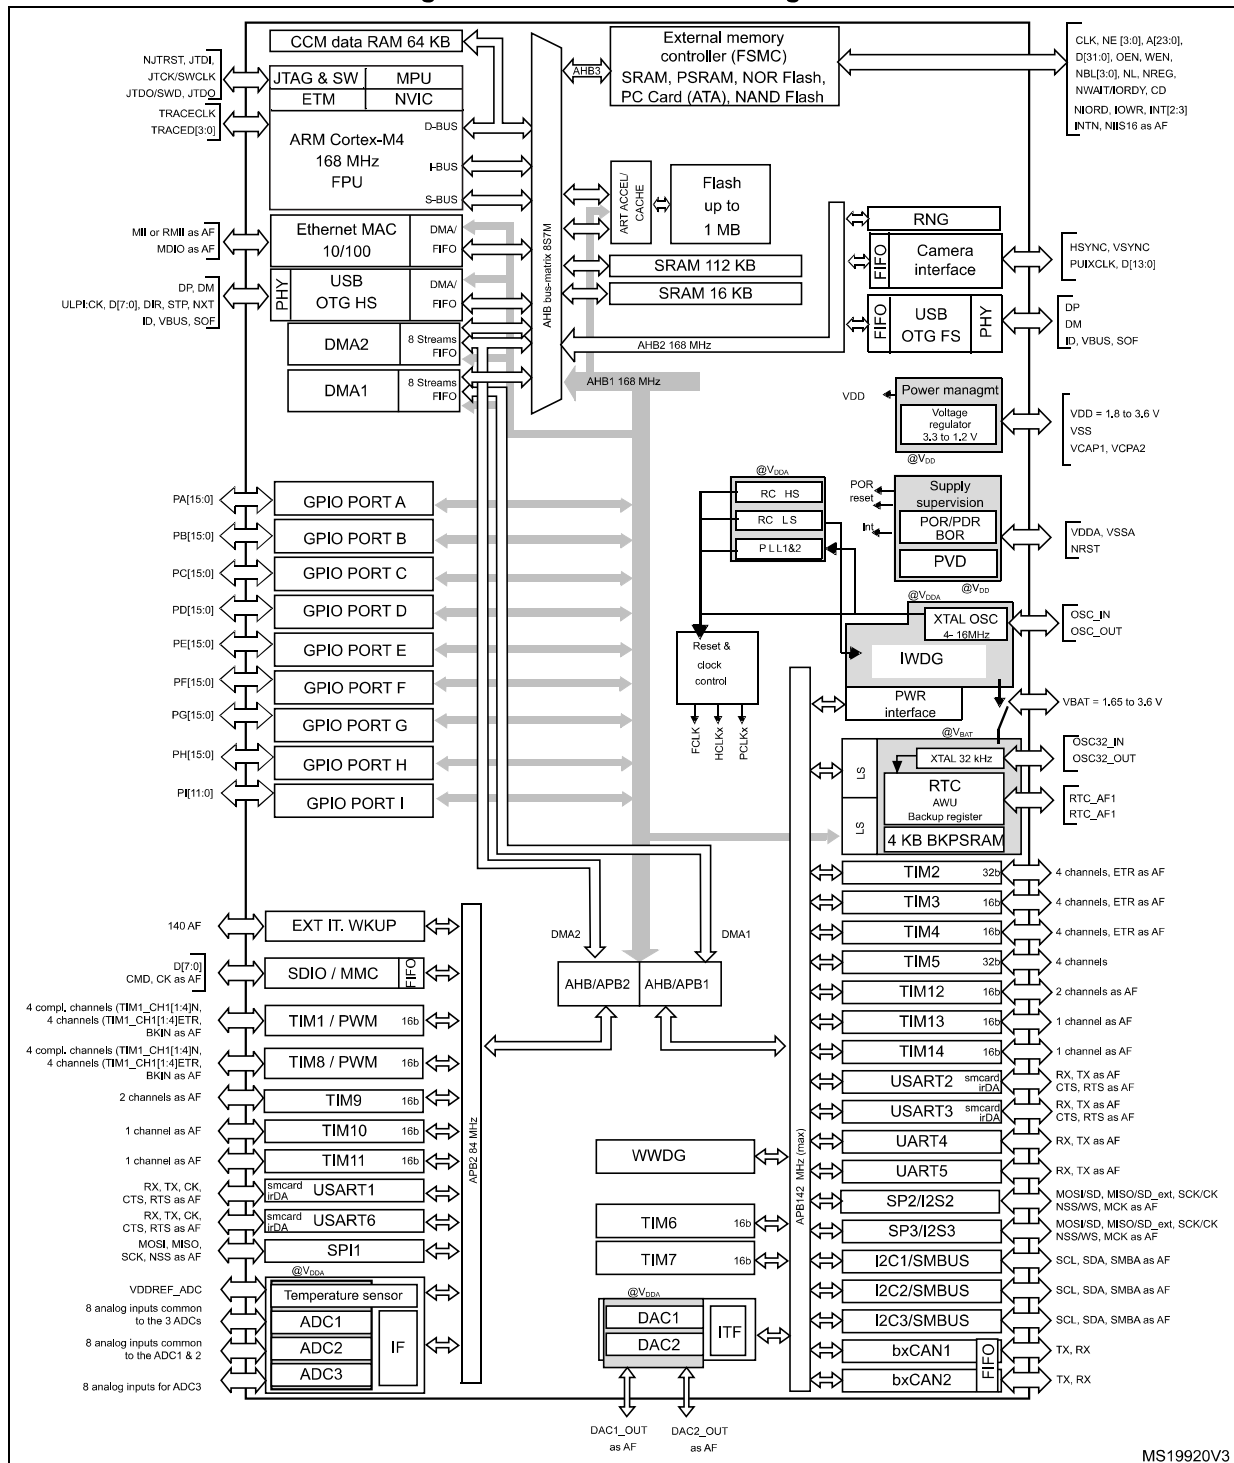 CCM data RAM 64 KB
External memory
controller (FSMC)
SRAM, PSRAM, NOR Flash,
PC Card (ATA), NAND Flash
AHB3
CLK, NE [3:0], A[23:0],
D[31:0], OEN, WEN,
NBL[3:0], NL, NREG,
NWAIT/IORDY, CD
NIORD, IOWR, INT[2:3]
INTN, NIIS16 as AF
NJTRST, JTDI,
JTCK/SWCLK
JTDO/SWD, JTDO
TRACECLK
TRACED[3:0]
JTAG & SW
MPU
ETM
NVIC
ARM Cortex-M4
168 MHz
FPU
D-BUS
I-BUS
S-BUS
AHB bus-matrix 8S7M
ART ACCEL/
CACHE
Flash
up to
1 MB
SRAM 112 KB
SRAM 16 KB
AHB2 168 MHz
AHB1 168 MHz
MII or RMII as AF
MDIO as AF
Ethernet MAC
10/100
DMA/
FIFO
DP, DM
ULPI:CK, D[7:0], DIR, STP, NXT
ID, VBUS, SOF
PHY
USB
OTG HS
DMA/
FIFO
DMA2
8 Streams
FIFO
DMA1
8 Streams
FIFO
RNG
FIFO
Camera
interface
HSYNC, VSYNC
PUIXCLK, D[13:0]
FIFO
USB
OTG FS
PHY
DP
DM
ID, VBUS, SOF
VDD
Power managmt
Voltage
regulator
3.3 to 1.2 V
@VDD
VDD = 1.8 to 3.6 V
VSS
VCAP1, VCPA2
@VDDA
RC HS
RC LS
PLL1&2
POR
reset
Int
Supply
supervision
POR/PDR
BOR
PVD
@VDD
VDDA, VSSA
NRST
@VDDA
XTAL OSC
4- 16MHz
IWDG
OSC_IN
OSC_OUT
PWR
interface
VBAT = 1.65 to 3.6 V
Reset &
clock
control
FCLK
HCLKx
PCLKx
@VBAT
LS
LS
XTAL 32 kHz
RTC
AWU
Backup register
4 KB BKPSRAM
OSC32_IN
OSC32_OUT
RTC_AF1
RTC_AF1
PA[15:0]
GPIO PORT A
PB[15:0]
GPIO PORT B
PC[15:0]
GPIO PORT C
PD[15:0]
GPIO PORT D
PE[15:0]
GPIO PORT E
PF[15:0]
GPIO PORT F
PG[15:0]
GPIO PORT G
PH[15:0]
GPIO PORT H
PI[11:0]
GPIO PORT I
DMA2
DMA1
AHB/APB2
AHB/APB1
140 AF
EXT IT. WKUP
D[7:0]
CMD, CK as AF
SDIO / MMC
FIFO
4 compl. channels (TIM1_CH1[1:4]N,
4 channels (TIM1_CH1[1:4]ETR,
BKIN as AF
TIM1 / PWM 16b
4 compl. channels (TIM1_CH1[1:4]N,
4 channels (TIM1_CH1[1:4]ETR,
BKIN as AF
TIM8 / PWM 16b
2 channels as AF
TIM9 16b
1 channel as AF
TIM10 16b
1 channel as AF
TIM11 16b
RX, TX, CK,
CTS, RTS as AF
smcard
irDA
USART1
RX, TX, CK,
CTS, RTS as AF
smcard
irDA
USART6
MOSI, MISO,
SCK, NSS as AF
SPI1
@VDDA
VDDREF_ADC
Temperature sensor
8 analog inputs common
to the 3 ADCs
ADC1
8 analog inputs common
to the ADC1 & 2
ADC2
8 analog inputs for ADC3
ADC3
IF
APB2 84 MHz
WWDG
TIM6 16b
TIM7 16b
@VDDA
DAC1
DAC2
ITF
DAC1_OUT
as AF
DAC2_OUT
as AF
APB142 MHz (max)
TIM2 32b
4 channels, ETR as AF
TIM3 16b
4 channels, ETR as AF
TIM4 16b
4 channels, ETR as AF
TIM5 32b
4 channels
TIM12 16b
2 channels as AF
TIM13 16b
1 channel as AF
TIM14 16b
1 channel as AF
USART2
smcard
irDA
RX, TX as AF
CTS, RTS as AF
USART3
smcard
irDA
RX, TX as AF
CTS, RTS as AF
UART4
RX, TX as AF
UART5
RX, TX as AF
SP2/I2S2
MOSI/SD, MISO/SD_ext, SCK/CK
NSS/WS, MCK as AF
SP3/I2S3
MOSI/SD, MISO/SD_ext, SCK/CK
NSS/WS, MCK as AF
I2C1/SMBUS
SCL, SDA, SMBA as AF
I2C2/SMBUS
SCL, SDA, SMBA as AF
I2C3/SMBUS
SCL, SDA, SMBA as AF
bxCAN1
TX, RX
bxCAN2
TX, RX
FIFO
MS19920V3